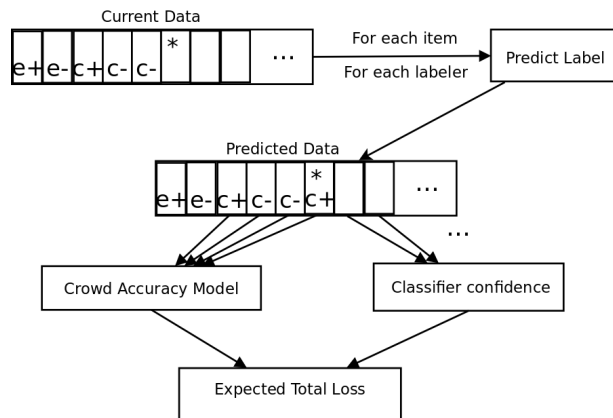 Current Data
*
e+ e- c+ c- c- ...
For each item
For each labeler
Predict Label
Predicted Data
*
e+ e- c+ c- c- c+ ...
...
Crowd Accuracy Model
Classifier confidence
Expected Total Loss